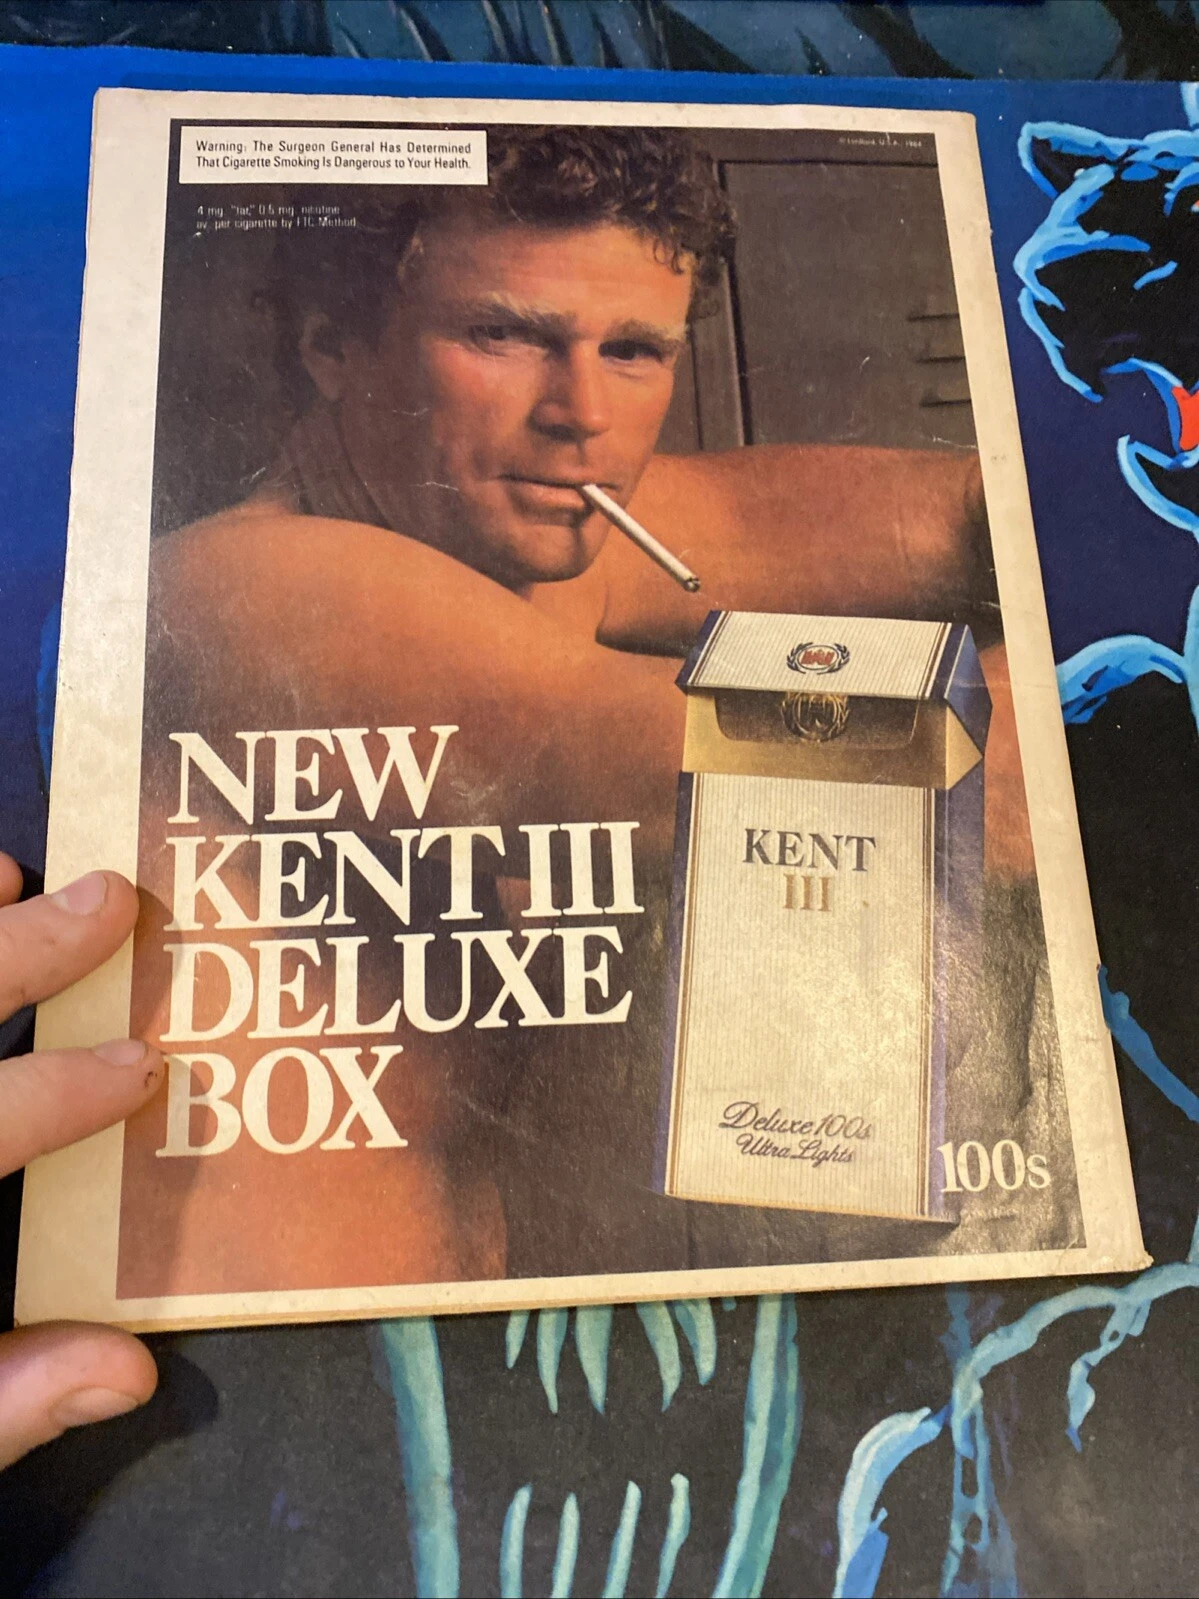 Warning: The Surgeon General Has Determined
That Cigarette Smoking Is Dangerous to Your Health.
© Lorillard, U.S.A., 1984
4 mg. "tar," 0.5 mg. nicotine
av. per cigarette by FTC Method.
NEW
KENT III
DELUXE
BOX
KENT
III
Deluxe 100s
Ultra Lights
100s